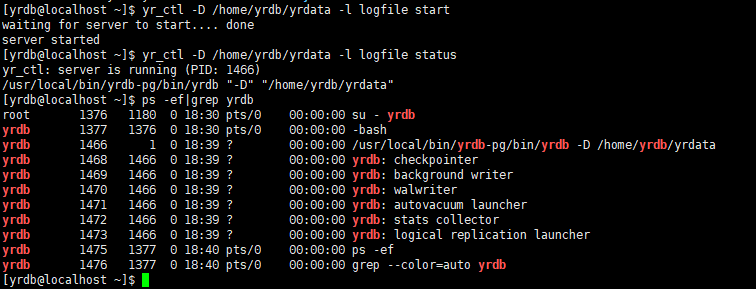 [yrdb@localhost ~]$ yr_ctl -D /home/yrdb/yrdata -l logfile start
waiting for server to start.... done
server started
[yrdb@localhost ~]$ yr_ctl -D /home/yrdb/yrdata -l logfile status
yr_ctl: server is running (PID: 1466)
/usr/local/bin/yrdb-pg/bin/yrdb "-D" "/home/yrdb/yrdata"
[yrdb@localhost ~]$ ps -ef|grep yrdb
root       1376   1180  0 18:30 pts/0    00:00:00 su - yrdb
yrdb       1377   1376  0 18:30 pts/0    00:00:00 -bash
yrdb       1466      1  0 18:39 ?        00:00:00 /usr/local/bin/yrdb-pg/bin/yrdb -D /home/yrdb/yrdata
yrdb       1468   1466  0 18:39 ?        00:00:00 yrdb: checkpointer
yrdb       1469   1466  0 18:39 ?        00:00:00 yrdb: background writer
yrdb       1470   1466  0 18:39 ?        00:00:00 yrdb: walwriter
yrdb       1471   1466  0 18:39 ?        00:00:00 yrdb: autovacuum launcher
yrdb       1472   1466  0 18:39 ?        00:00:00 yrdb: stats collector
yrdb       1473   1466  0 18:39 ?        00:00:00 yrdb: logical replication launcher
yrdb       1475   1377  0 18:40 pts/0    00:00:00 ps -ef
yrdb       1476   1377  0 18:40 pts/0    00:00:00 grep --color=auto yrdb
[yrdb@localhost ~]$